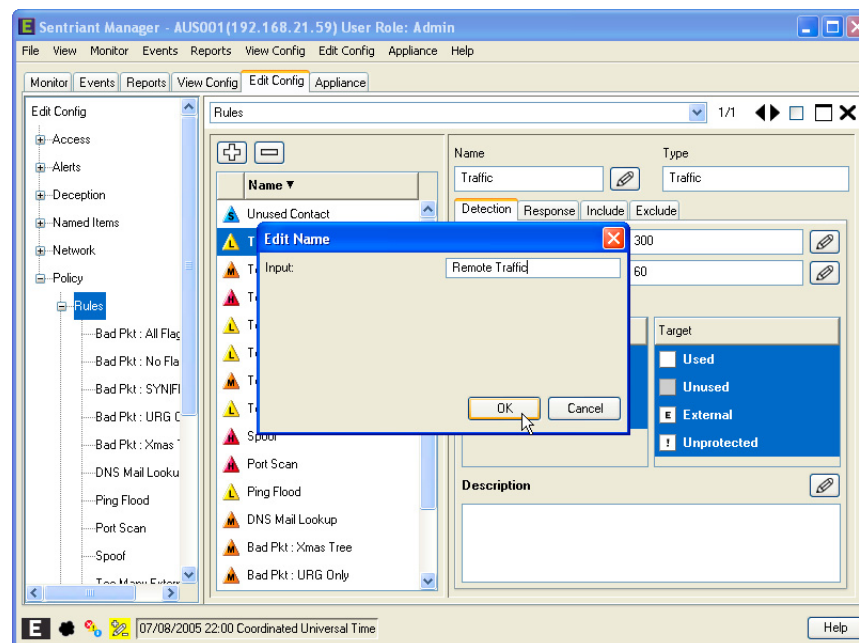 E Sentriant Manager - AUS001(192.168.21.59) User Role: Admin
File View Monitor Events Reports View Config Edit Config Appliance Help
Monitor Events Reports View Config Edit Config Appliance
Edit Config
Access
Alerts
Deception
Named Items
Network
Policy
Rules
Bad Pkt : All Flag
Bad Pkt : No Fla
Bad Pkt : SYN|FI
Bad Pkt : URG O
Bad Pkt : Xmas T
DNS Mail Looku
Ping Flood
Port Scan
Spoof
Too Many Extern
Rules
1/1
Name
S Unused Contact
L T
M T
H T
L T
L T
M T
L T
H Spoof
H Port Scan
L Ping Flood
M DNS Mail Lookup
M Bad Pkt : Xmas Tree
M Bad Pkt : URG Only
Name Type
Traffic Traffic
Detection Response Include Exclude
300
60
Edit Name
Input: Remote Traffic
OK Cancel
Target
Used
Unused
E External
! Unprotected
Description
E 07/08/2005 22:00 Coordinated Universal Time
Help